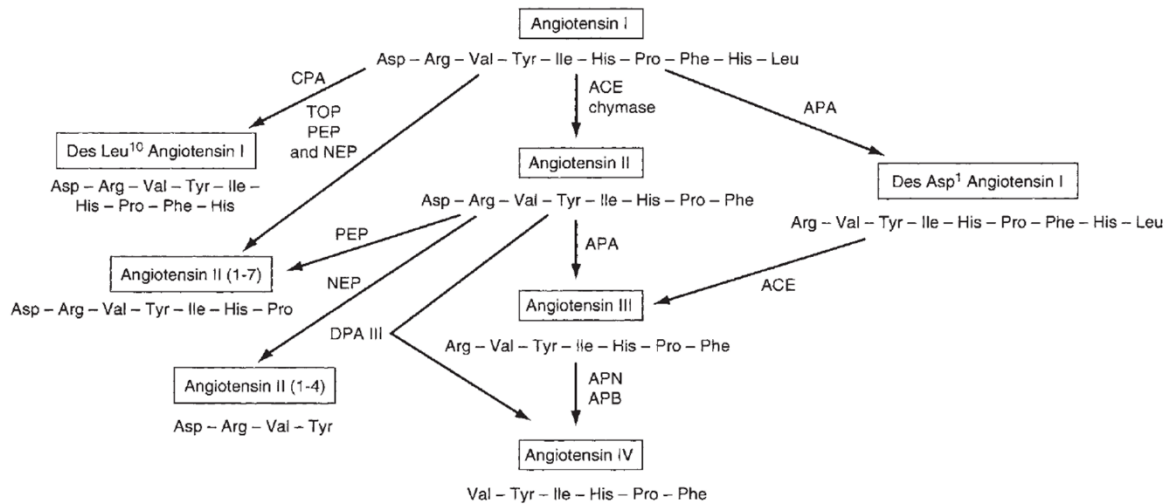 Angiotensin I
Asp – Arg – Val – Tyr – Ile – His – Pro – Phe – His – Leu
CPA
TOP
PEP
and NEP
ACE
chymase
APA
Des Leu¹⁰ Angiotensin I
Asp – Arg – Val – Tyr – Ile –
His – Pro – Phe – His
Angiotensin II
Asp – Arg – Val – Tyr – Ile – His – Pro – Phe
Des Asp¹ Angiotensin I
Arg – Val – Tyr – Ile – His – Pro – Phe – His – Leu
PEP
NEP
DPA III
APA
ACE
Angiotensin II (1-7)
Asp – Arg – Val – Tyr – Ile – His – Pro
Angiotensin III
Arg – Val – Tyr – Ile – His – Pro – Phe
Angiotensin II (1-4)
Asp – Arg – Val – Tyr
APN
APB
Angiotensin IV
Val – Tyr – Ile – His – Pro – Phe